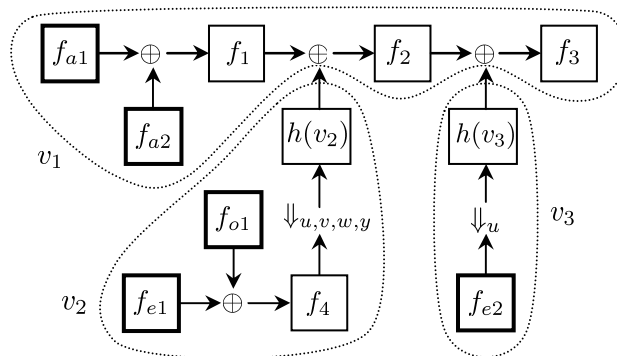 f_{a1} ⊕ f_1 ⊕ f_2 ⊕ f_3
f_{a2} h(v_2) h(v_3)
v_1
f_{o1} ⇓_{u,v,w,y} ⇓_u v_3
v_2 f_{e1} ⊕ f_4 f_{e2}